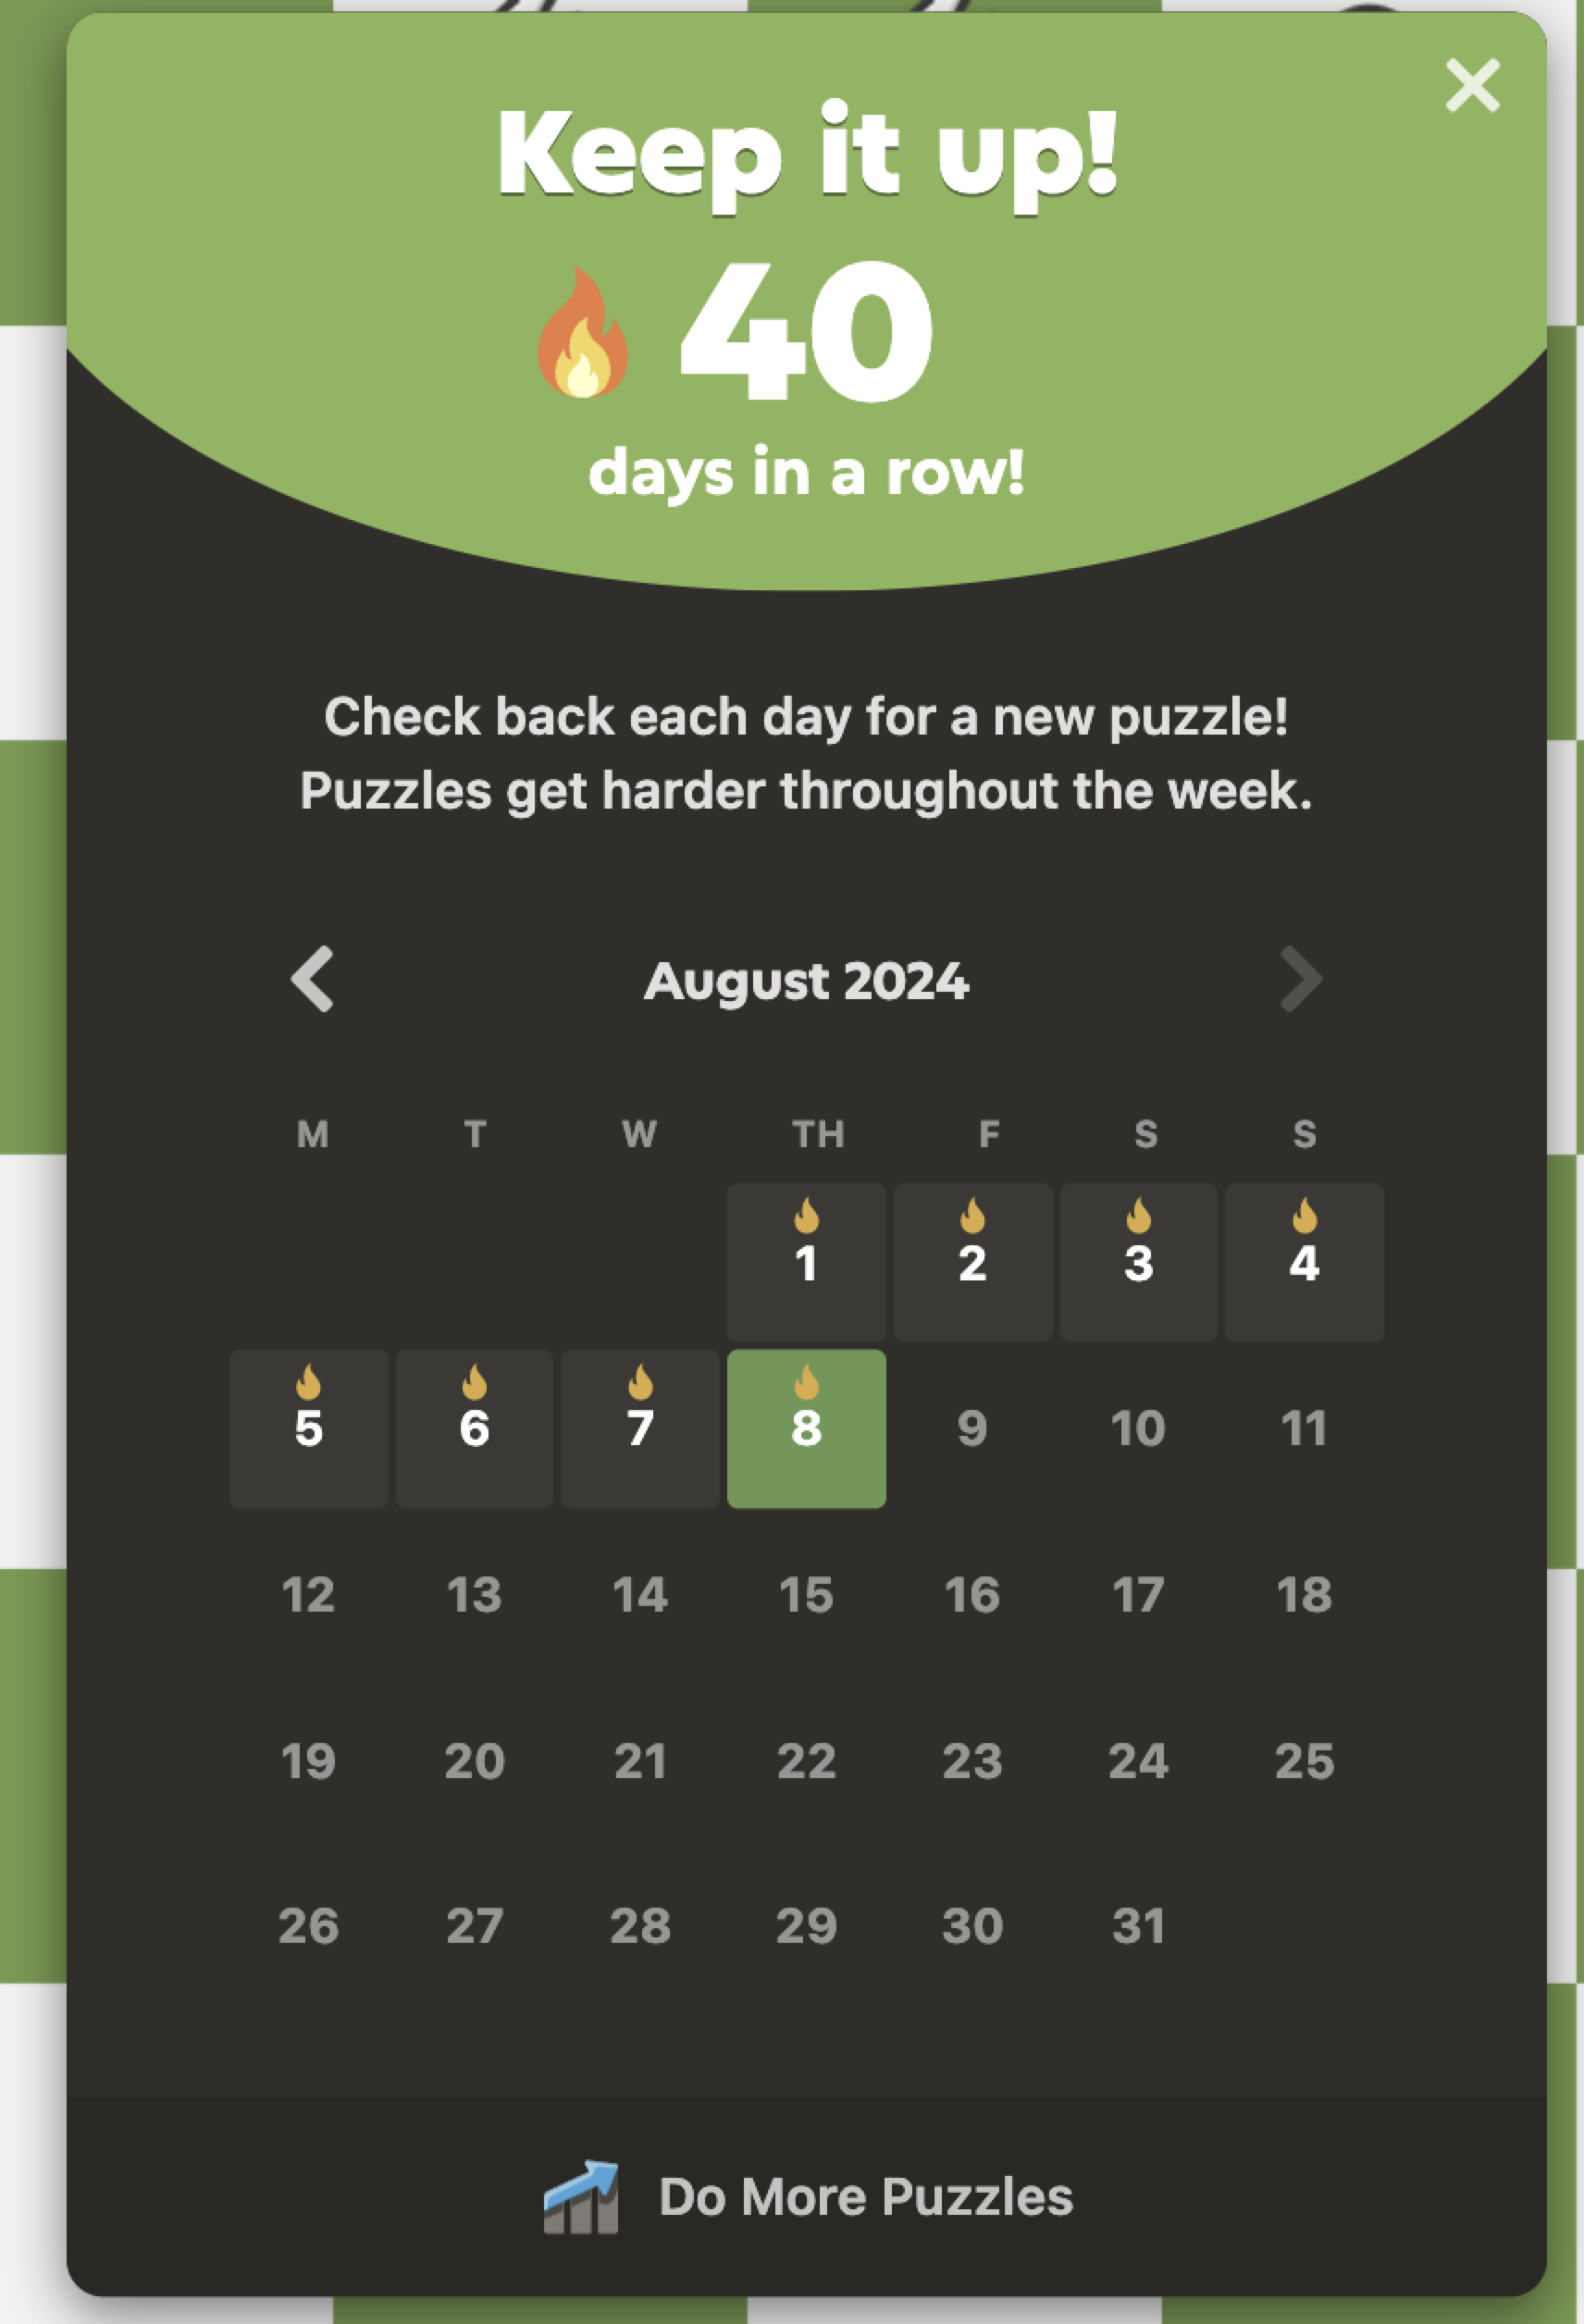 Keep it up!
40
days in a row!
Check back each day for a new puzzle!
Puzzles get harder throughout the week.
August 2024
M T W TH F S S
1 2 3 4
5 6 7 8 9 10 11
12 13 14 15 16 17 18
19 20 21 22 23 24 25
26 27 28 29 30 31
Do More Puzzles